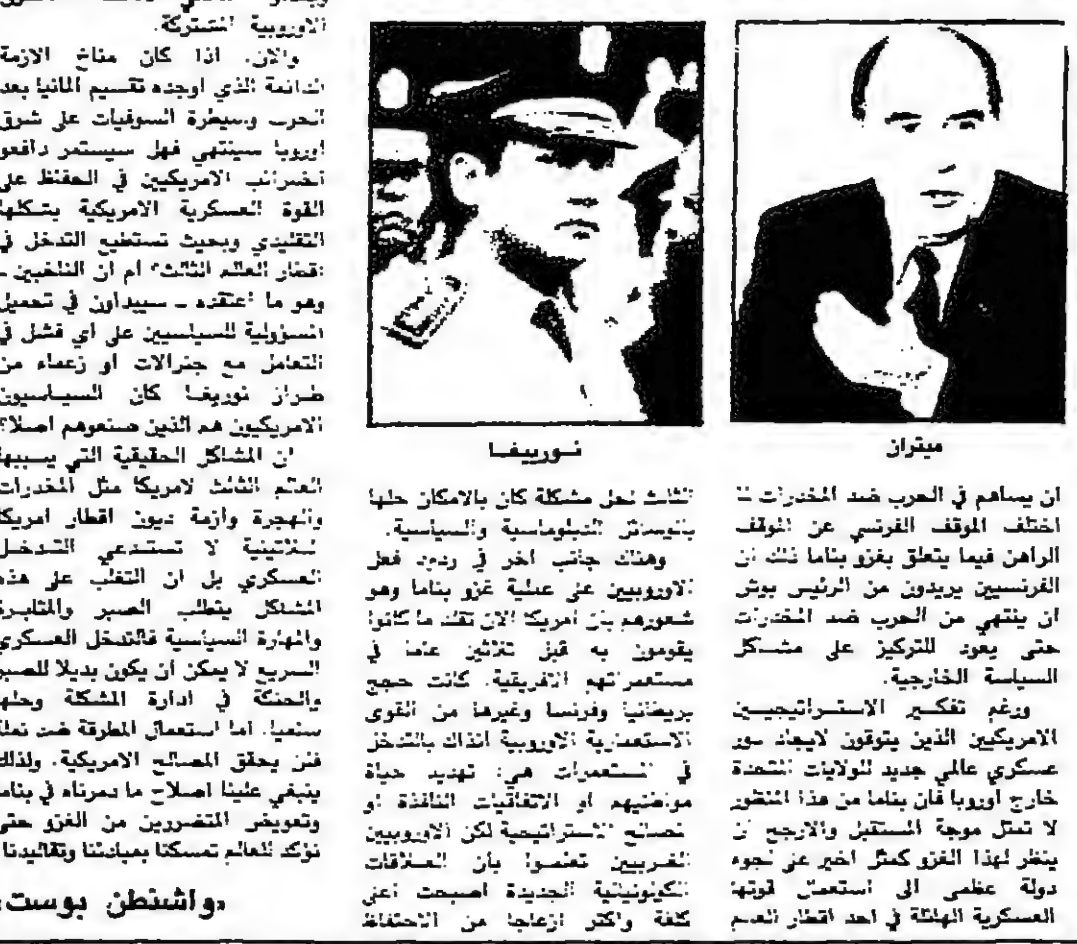 ميتران
ان يساهم في الحرب ضد المخدرات لما
اختلف الموقف الفرنسي عن الموقف
الراهن فيما يتعلق بغزو بناما ذلك ان
الفرنسيين يريدون من الرئيس بوش
ان ينتهي من الحرب ضد المخدرات
حتى يعود للتركيز على مشاكل
السياسة الخارجية.
ورغم تفكير الاستراتيجيين
الامريكيين الذين يتوقون لايجاد دور
عسكري عالمي جديد للولايات المتحدة
خارج اوروبا فان بناما من هذا المنظور
لا تمثل موجة المستقبل والارجح ان
ينظر لهذا الغزو كمثل اخير على لجوء
دولة عظمى الى استعمال قوتها
العسكرية الهائلة في احد اقطار العالم
نورييغا
الثالث لحل مشكلة كان بالامكان حلها
بالوسائل الدبلوماسية والسياسية.
وهناك جانب اخر في ردود فعل
الاوروبيين على عملية غزو بناما وهو
شعورهم بان امريكا الان تقلد ما كانوا
يقومون به قبل ثلاثين عاما في
مستعمراتهم الافريقية. كانت حجج
بريطانيا وفرنسا وغيرها من القوى
الاستعمارية الاوروبية انذاك بالتدخل
في المستعمرات هي: تهديد حياة
مواطنيهم او الاتفاقيات النافذة او
المصالح الاستراتيجية لكن الاوروبيين
الغربيين تعلموا بان العلاقات
الكولونيالية الجديدة اصبحت اعلى
كلفة واكثر ازعاجا من الاحتفاظ
الاوروبية المشتركة.
والان، اذا كان مناخ الازمة
الدائمة الذي اوجده تقسيم المانيا بعد
الحرب وسيطرة السوفيات على شرق
اوروبا سينتهي فهل سيستمر دافعو
الضرائب الامريكيين في الحفاظ على
القوة العسكرية الامريكية بشكلها
التقليدي وبحيث تستطيع التدخل في
اقطار العالم الثالث؟ ام ان الناخبين -
وهو ما اعتقده - سيبداون في تحميل
المسؤولية للسياسيين على اي فشل في
التعامل مع جنرالات او زعماء من
طراز نورييغا كان السياسيون
الامريكيون هم الذين صنعوهم اصلا؟
ان المشاكل الحقيقية التي يسببها
العالم الثالث لامريكا مثل المخدرات
والهجرة وازمة ديون اقطار امريكا
اللاتينية لا تستدعي التدخل
العسكري بل ان التغلب على هذه
المشاكل يتطلب الصبر والمثابرة
والمهارة السياسية فالتدخل العسكري
السريع لا يمكن ان يكون بديلا للصبر
والحنكة في ادارة المشكلة وحلها
سلميا. اما استعمال المطرقة ضد نملة
فلن يحقق المصالح الامريكية. ولذلك
ينبغي علينا اصلاح ما دمرناه في بناما
وتعويض المتضررين من الغزو حتى
نؤكد للعالم تمسكنا بمبادئنا وتقاليدنا
«واشنطن بوست»